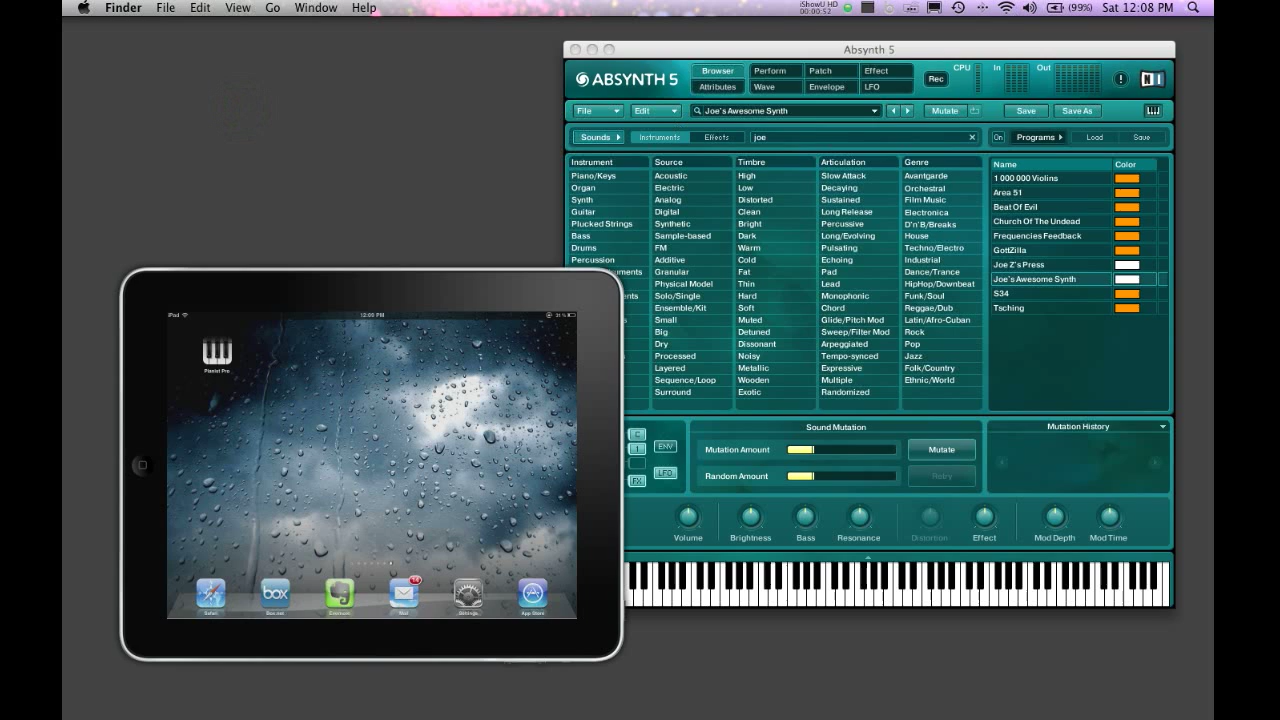 Finder File Edit View Go Window Help iShowU HD 00:00:52 (99%) Sat 12:08 PM
Absynth 5
ABSYNTH 5 Browser Perform Patch Effect Rec CPU In Out
Attributes Wave Envelope LFO
File Edit Joe's Awesome Synth Mutate Save Save As
Sounds Instruments Effects joe On Programs Load Save
Instrument Source Timbre Articulation Genre
Piano/Keys Acoustic High Slow Attack Avantgarde
Organ Electric Low Decaying Orchestral
Synth Analog Distorted Sustained Film Music
Guitar Digital Clean Long Release Electronica
Plucked Strings Synthetic Bright Percussive D'n'B/Breaks
Bass Sample-based Dark Long/Evolving House
Drums FM Warm Pulsating Techno/Electro
Percussion Additive Cold Echoing Industrial
uments Granular Fat Pad Dance/Trance
Physical Model Thin Lead HipHop/Downbeat
ents Solo/Single Hard Monophonic Funk/Soul
Ensemble/Kit Soft Chord Reggae/Dub
Small Muted Glide/Pitch Mod Latin/Afro-Cuban
Big Detuned Sweep/Filter Mod Rock
Dry Dissonant Arpeggiated Pop
Processed Noisy Tempo-synced Jazz
Layered Metallic Expressive Folk/Country
Sequence/Loop Wooden Multiple Ethnic/World
Surround Exotic Randomized
Name Color
1 000 000 Violins
Area 51
Beat Of Evil
Church Of The Undead
Frequencies Feedback
GottZilla
Joe Z's Press
Joe's Awesome Synth
S34
Tsching
C ENV
1
LFO
FX
Sound Mutation
Mutation Amount Mutate
Random Amount Retry
Mutation History
Volume Brightness Bass Resonance Distortion Effect Mod Depth Mod Time
iPad 12:08 PM 31%
Pianist Pro
box
14
Safari Box.net Evernote Mail Settings App Store